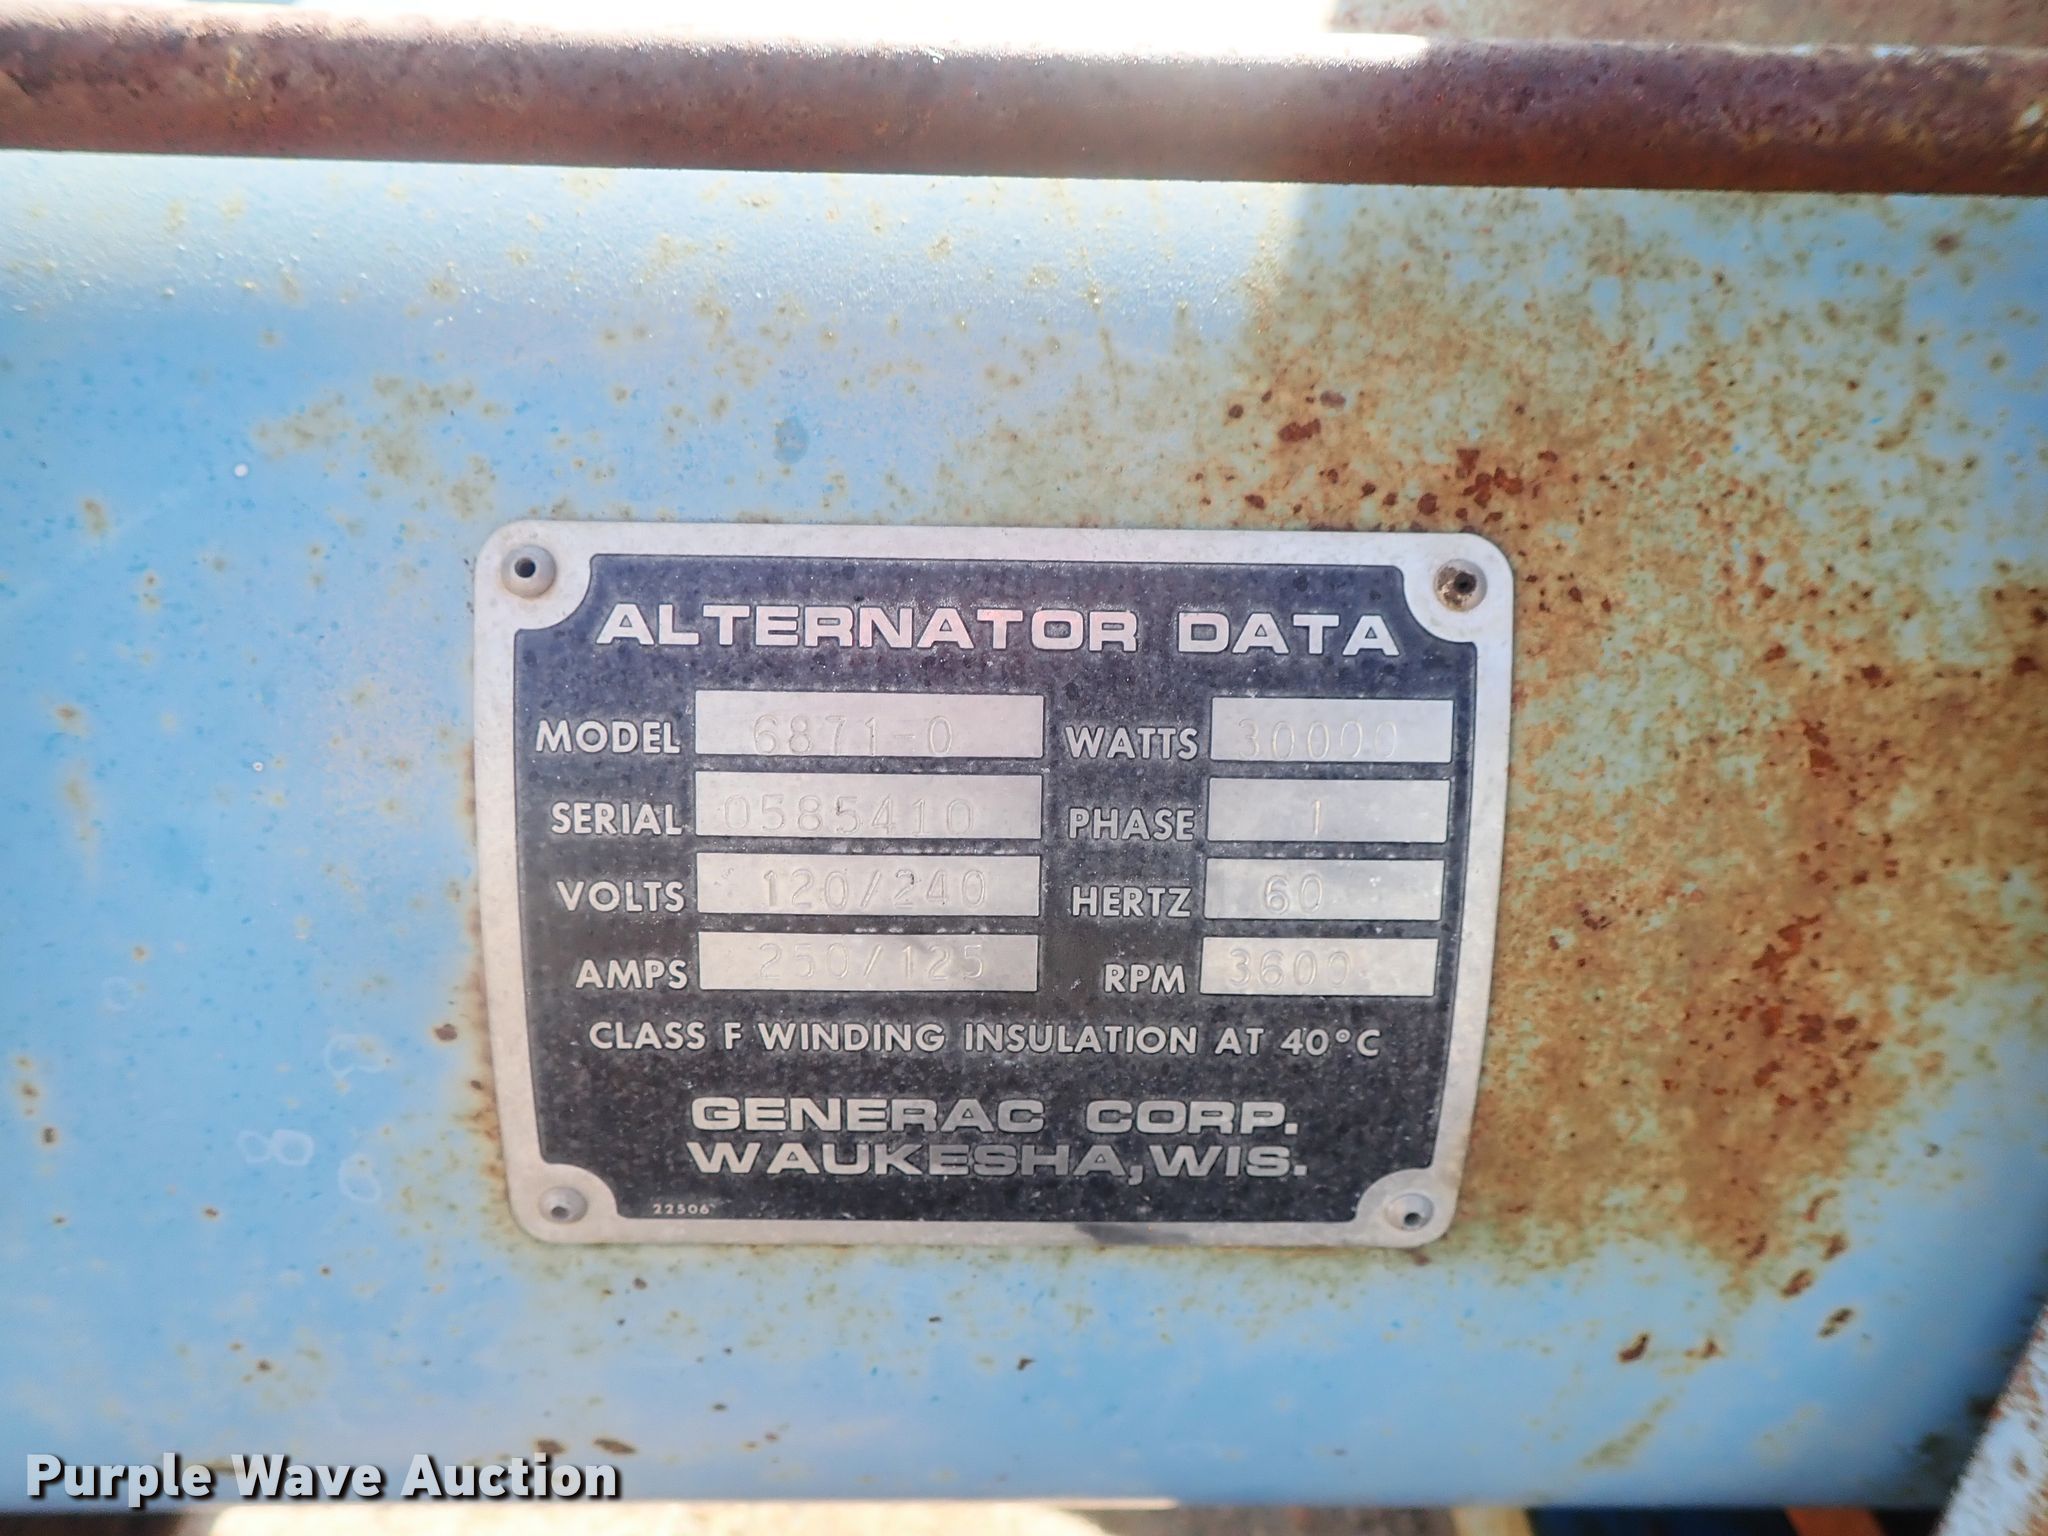 ALTERNATOR DATA
MODEL 6871-0 WATTS 30000
SERIAL 0585410 PHASE 1
VOLTS 120/240 HERTZ 60
AMPS 250/125 RPM 3600
CLASS F WINDING INSULATION AT 40°C
GENERAC CORP.
WAUKESHA, WIS.
22506
Purple Wave Auction